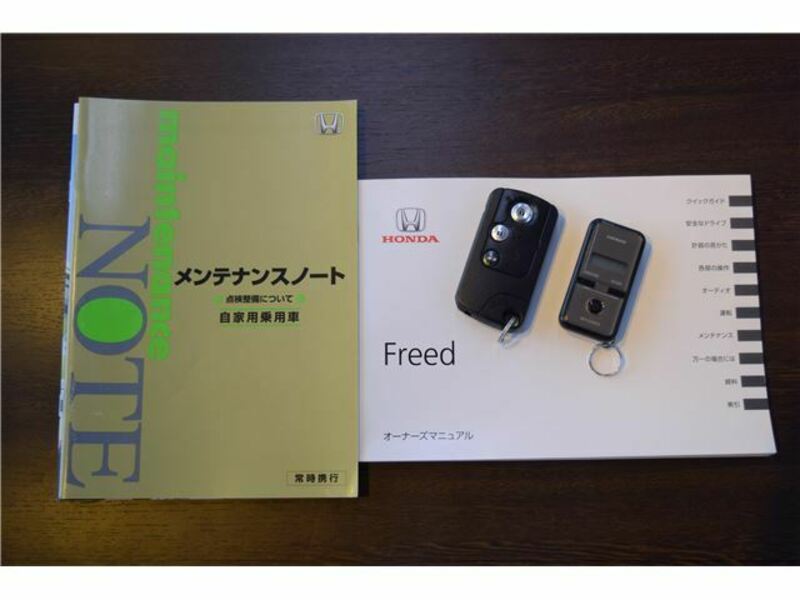 maintenance
NOTE
メンテナンスノート
点検整備について
自家用乗用車
常時携行
HONDA
Freed
オーナーズマニュアル
クイックガイド
安全なドライブ
計器の見かた
各部の操作
オーディオ
運転
メンテナンス
万一の場合には
資料
索引